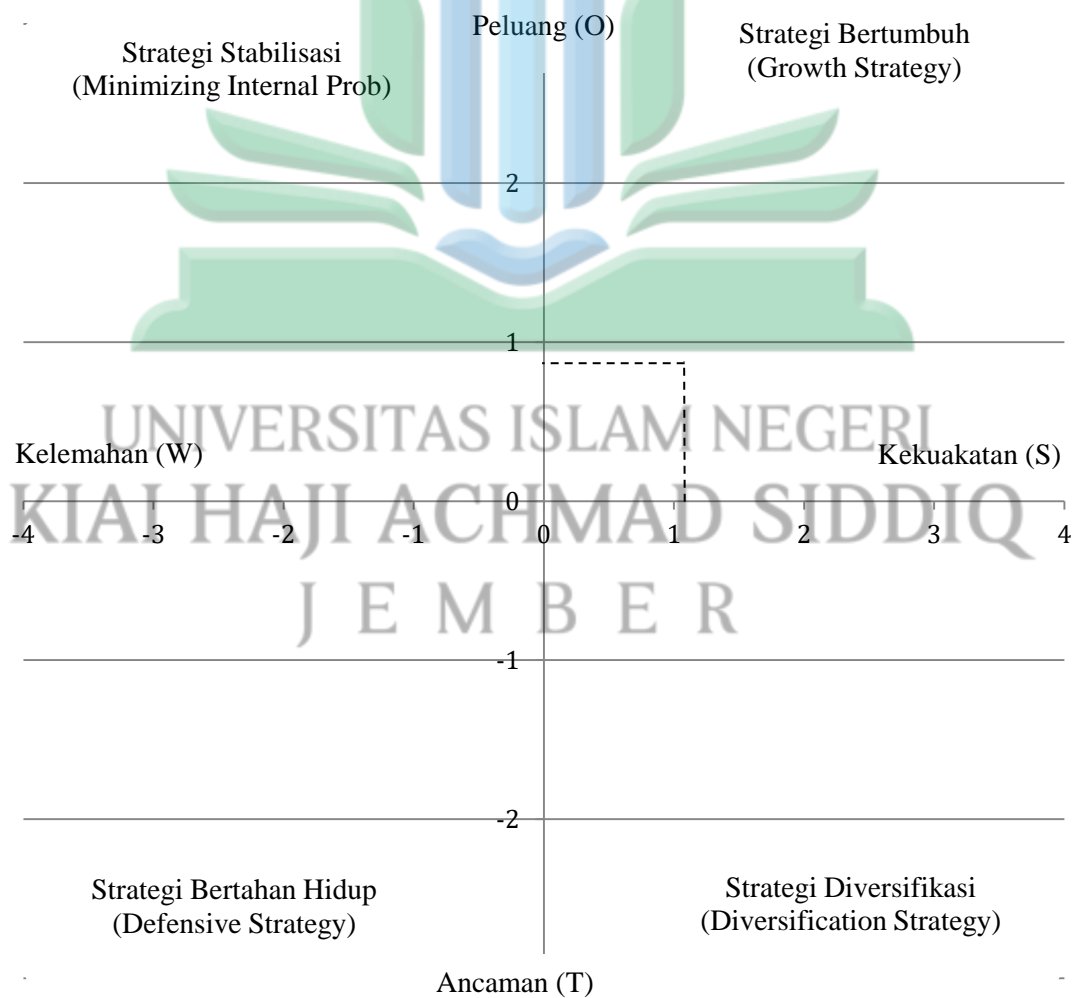 Peluang (O)
Strategi Stabilisasi
(Minimizing Internal Prob)
Strategi Bertumbuh
(Growth Strategy)
2
1
UNIVERSITAS ISLAM NEGERI
Kelemahan (W)
Kekuakatan (S)
KIAI HAJI ACHMAD SIDDIQ
0
-4 -3 -2 -1 0 1 2 3 4
J E M B E R
-1
-2
Strategi Bertahan Hidup
(Defensive Strategy)
Strategi Diversifikasi
(Diversification Strategy)
Ancaman (T)